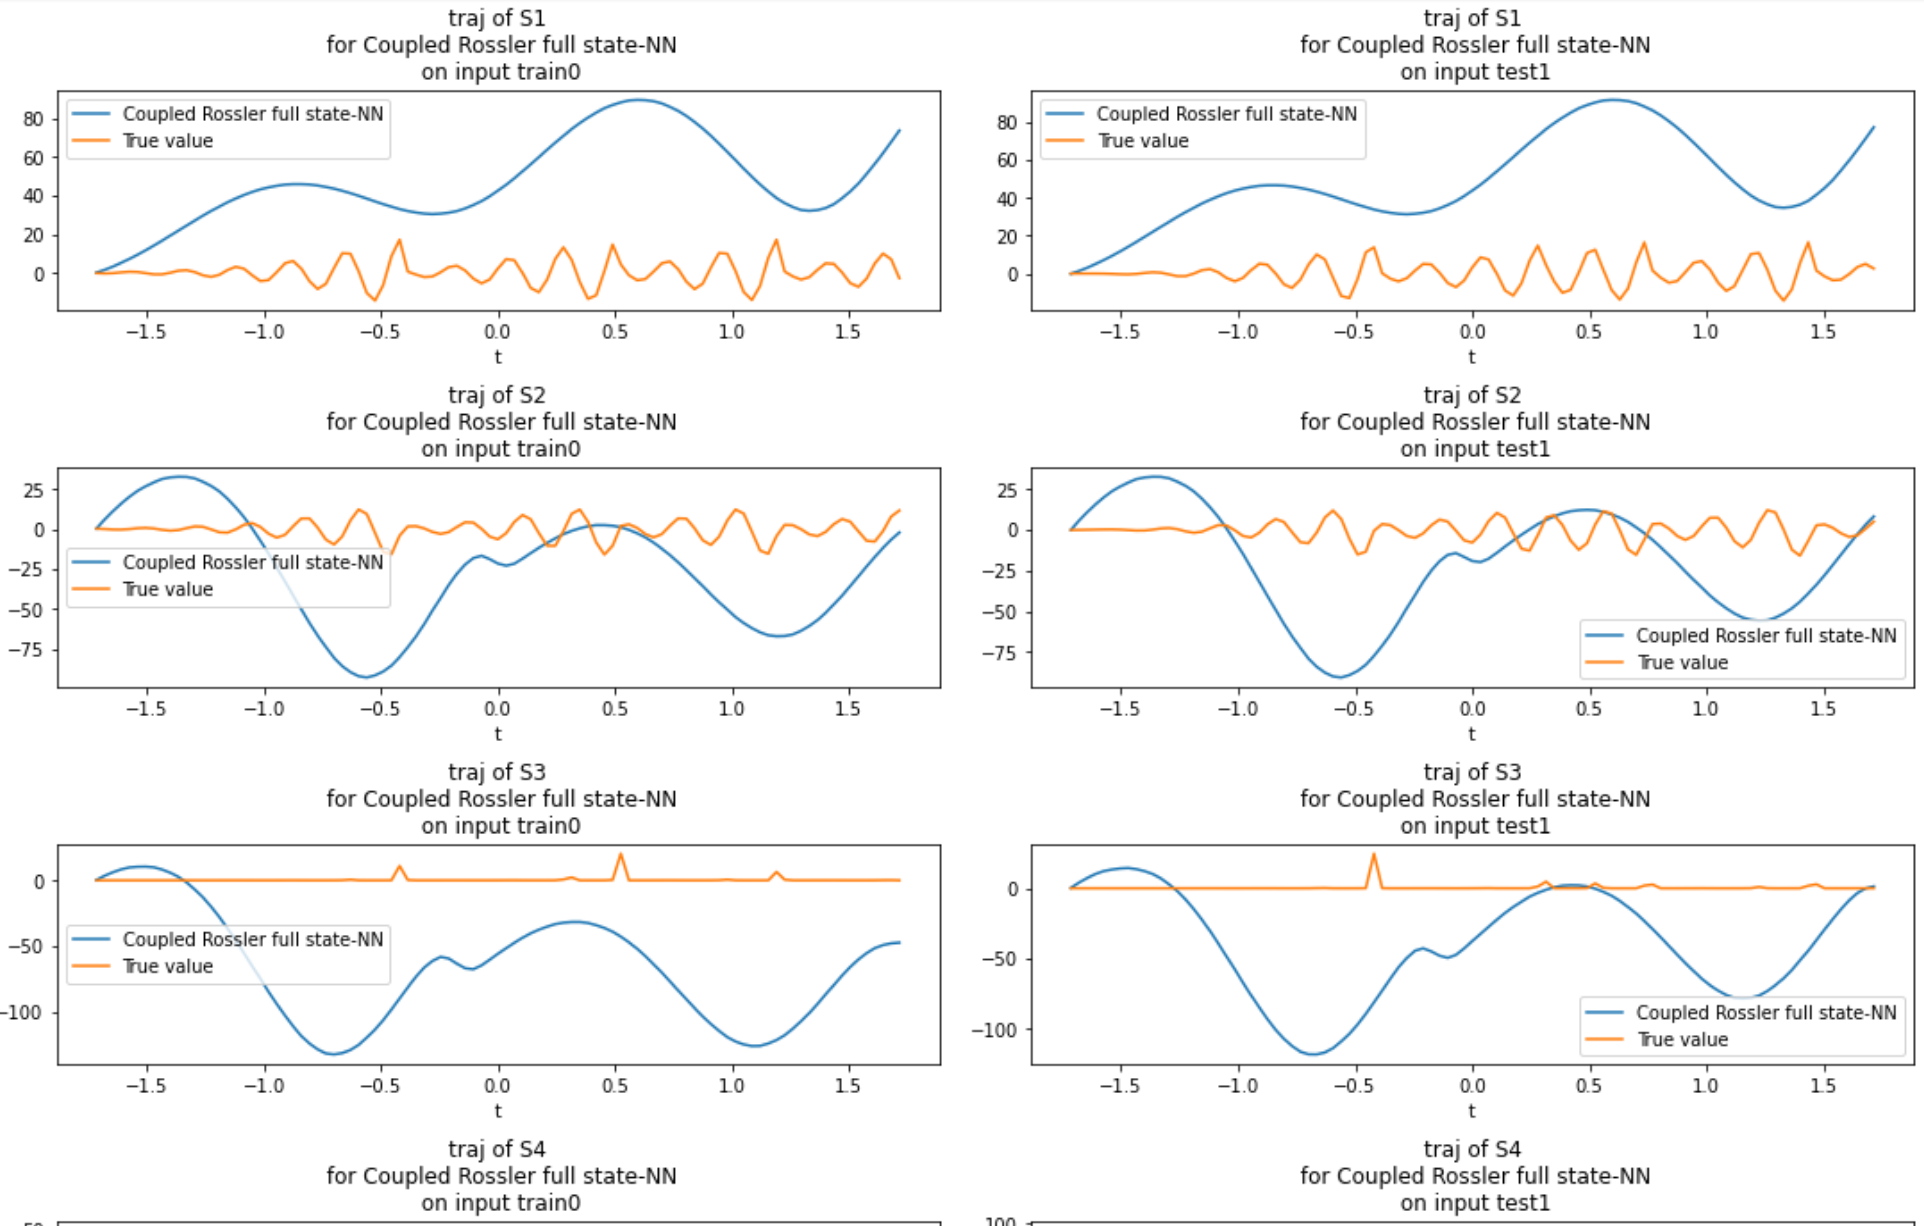 traj of S1
for Coupled Rossler full state-NN
on input train0
80
60
40
20
0
Coupled Rossler full state-NN
True value
−1.5 −1.0 −0.5 0.0 0.5 1.0 1.5
t
traj of S1
for Coupled Rossler full state-NN
on input test1
80
60
40
20
0
Coupled Rossler full state-NN
True value
−1.5 −1.0 −0.5 0.0 0.5 1.0 1.5
t
traj of S2
for Coupled Rossler full state-NN
on input train0
25
0
−25
−50
−75
Coupled Rossler full state-NN
True value
−1.5 −1.0 −0.5 0.0 0.5 1.0 1.5
t
traj of S2
for Coupled Rossler full state-NN
on input test1
25
0
−25
−50
−75
Coupled Rossler full state-NN
True value
−1.5 −1.0 −0.5 0.0 0.5 1.0 1.5
t
traj of S3
for Coupled Rossler full state-NN
on input train0
0
−50
−100
Coupled Rossler full state-NN
True value
−1.5 −1.0 −0.5 0.0 0.5 1.0 1.5
t
traj of S3
for Coupled Rossler full state-NN
on input test1
0
−50
−100
Coupled Rossler full state-NN
True value
−1.5 −1.0 −0.5 0.0 0.5 1.0 1.5
t
traj of S4
for Coupled Rossler full state-NN
on input train0
traj of S4
for Coupled Rossler full state-NN
on input test1
100